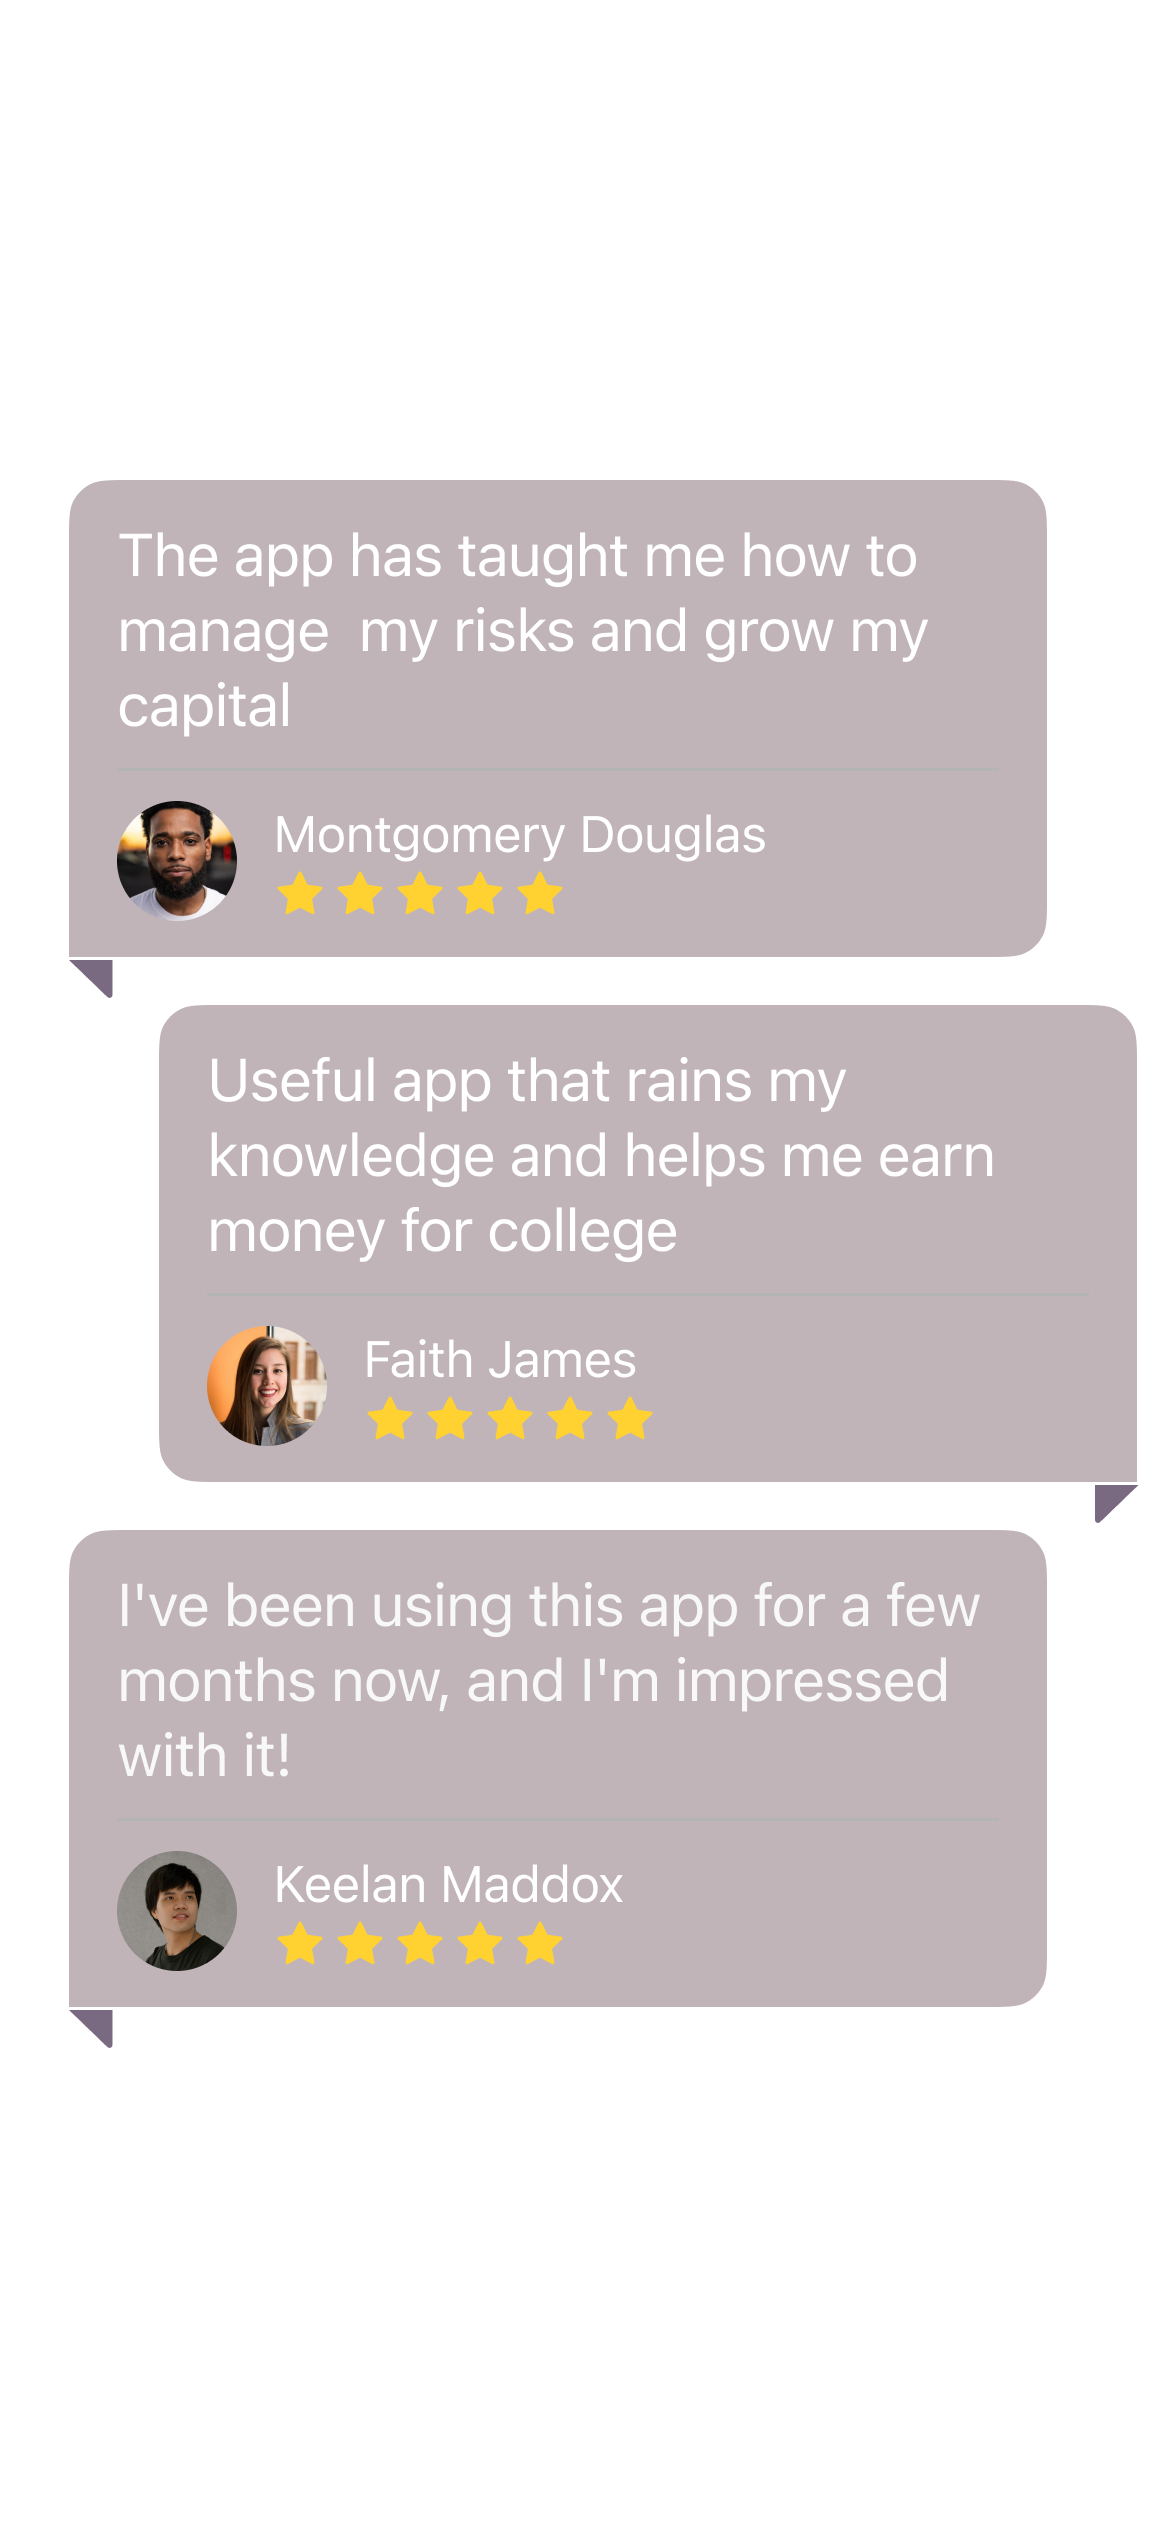 The app has taught me how to
manage  my risks and grow my
capital
Montgomery Douglas
Useful app that rains my
knowledge and helps me earn
money for college
Faith James
I've been using this app for a few
months now, and I'm impressed
with it!
Keelan Maddox